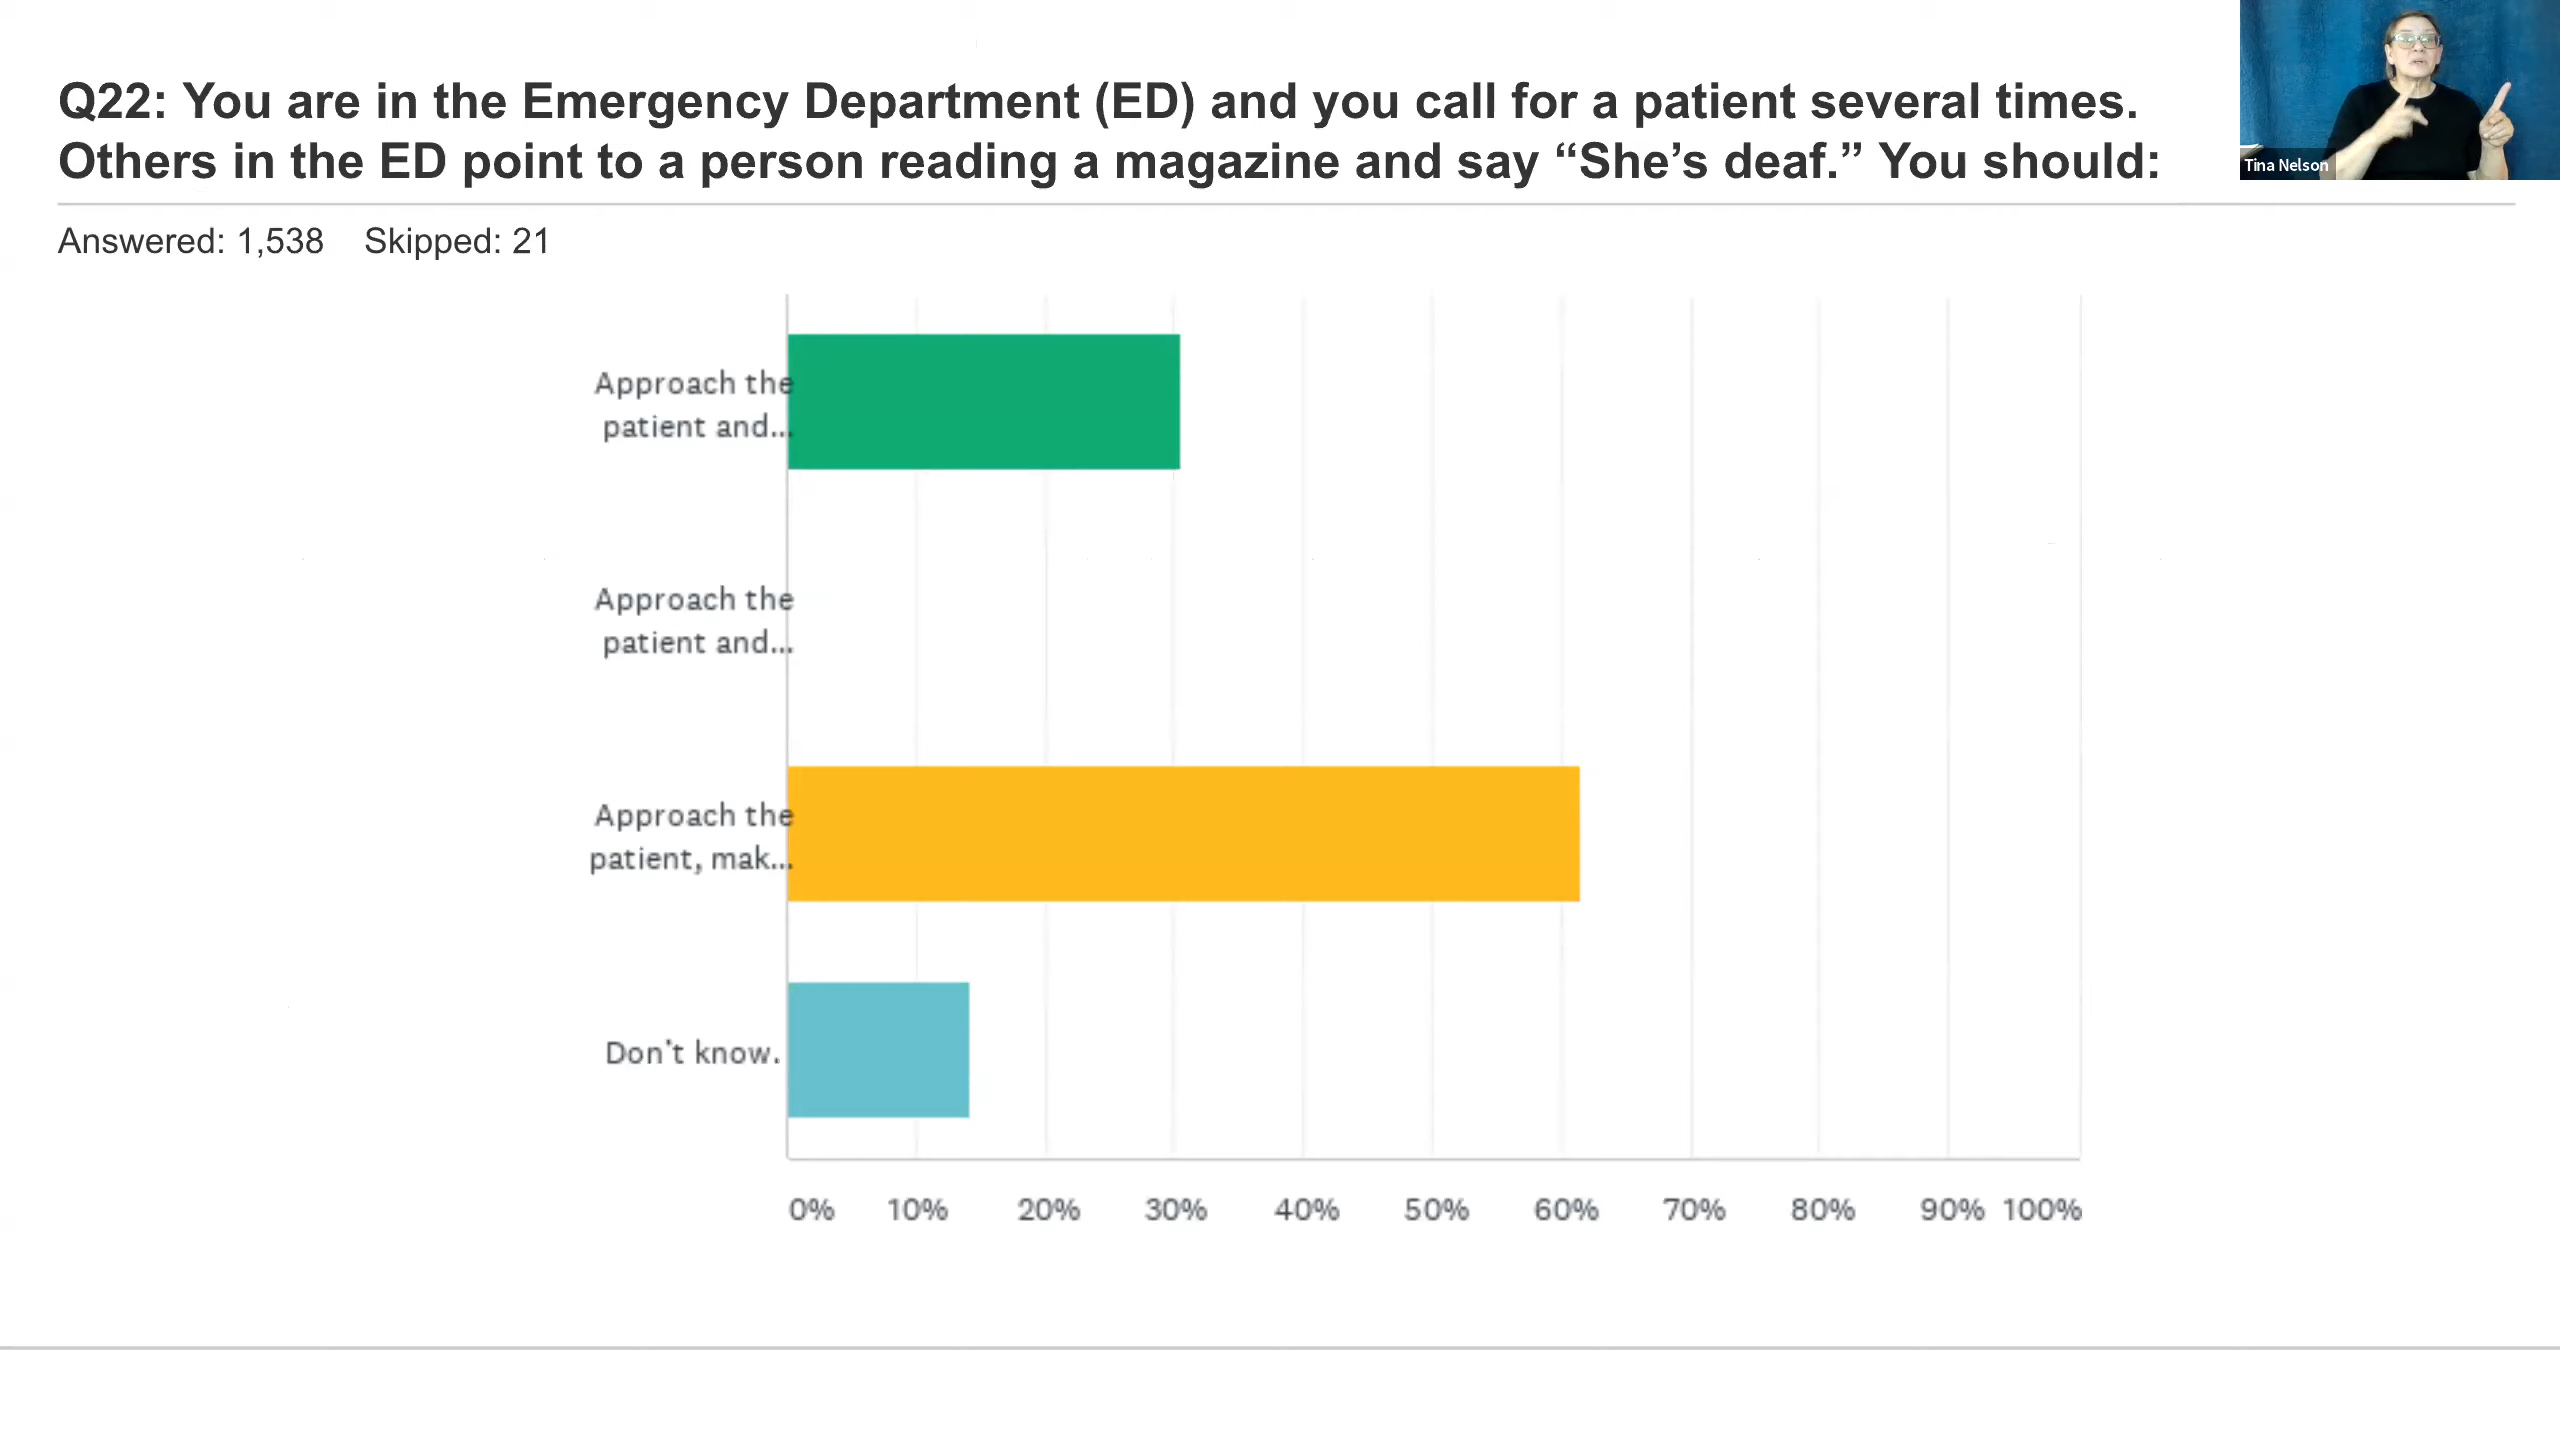 Q22: You are in the Emergency Department (ED) and you call for a patient several times.
Others in the ED point to a person reading a magazine and say “She’s deaf.” You should:
Tina Nelson
Answered: 1,538 Skipped: 21
Approach the
patient and...
Approach the
patient and...
Approach the
patient, mak...
Don't know.
0% 10% 20% 30% 40% 50% 60% 70% 80% 90% 100%